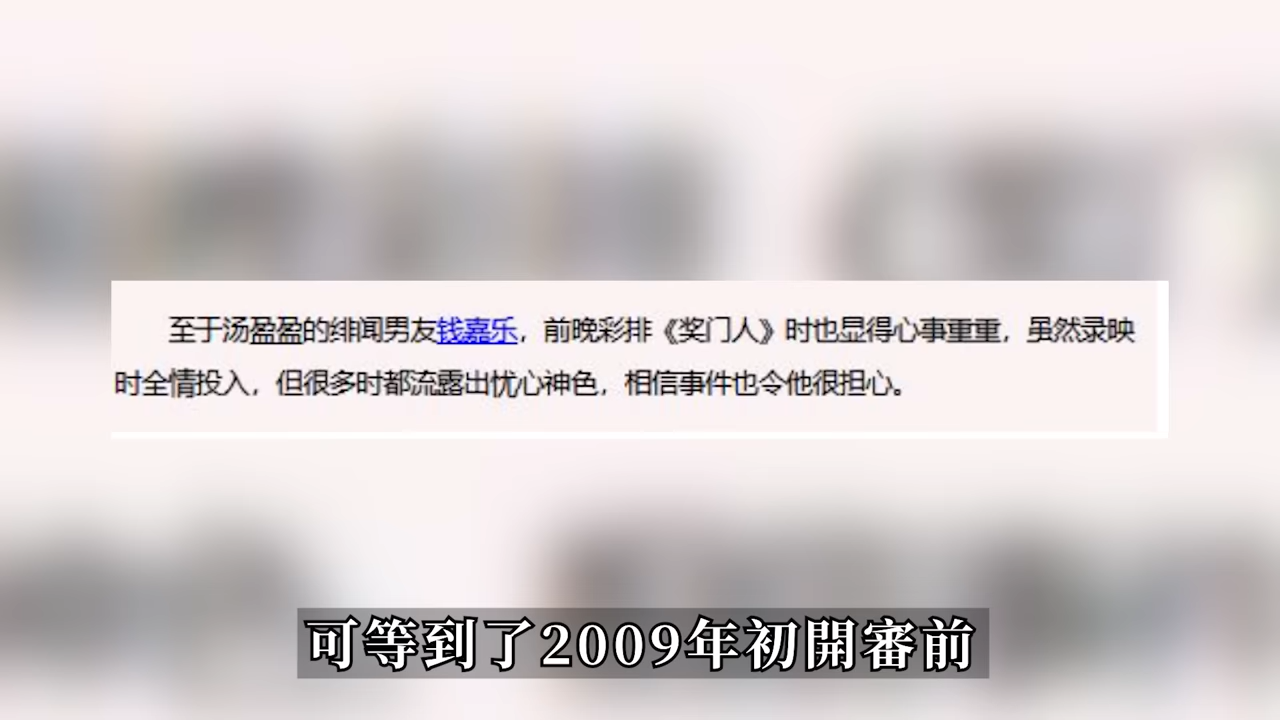 至于汤盈盈的绯闻男友钱嘉乐，前晚彩排《奖门人》时也显得心事重重，虽然录映
时全情投入，但很多时都流露出忧心神色，相信事件也令他很担心。
可等到了2009年初開審前